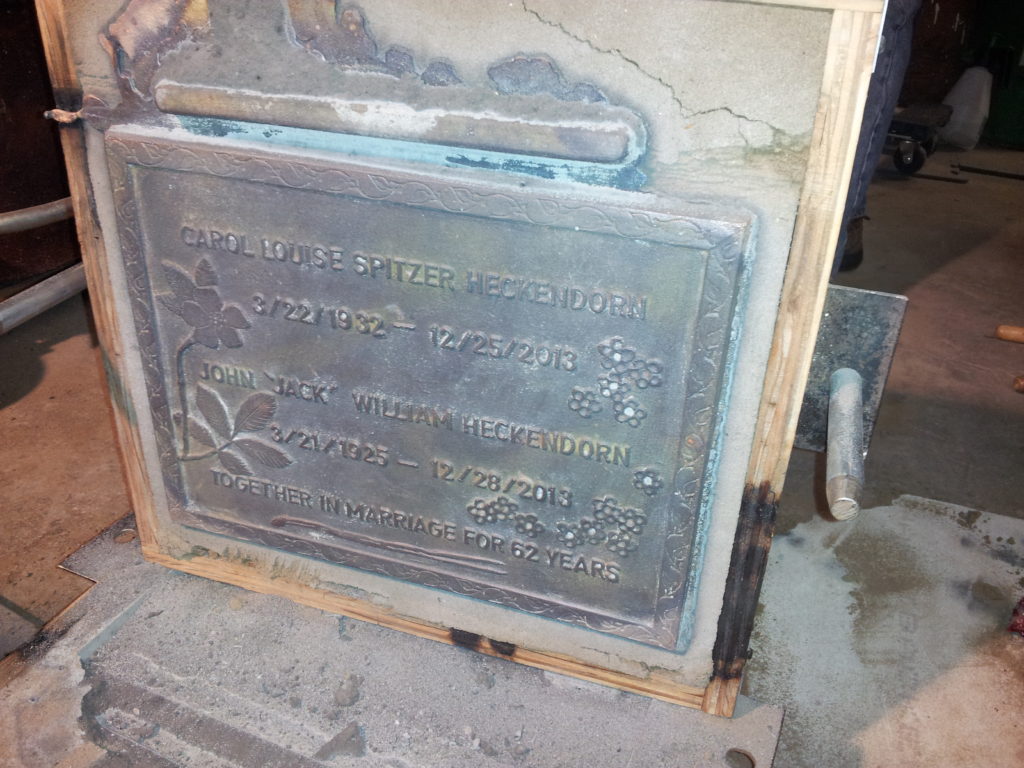 CAROL LOUISE SPITZER HECKENDORN
3/22/1932 — 12/25/2013
JOHN "JACK" WILLIAM HECKENDORN
3/21/1925 — 12/28/2013
TOGETHER IN MARRIAGE FOR 62 YEARS